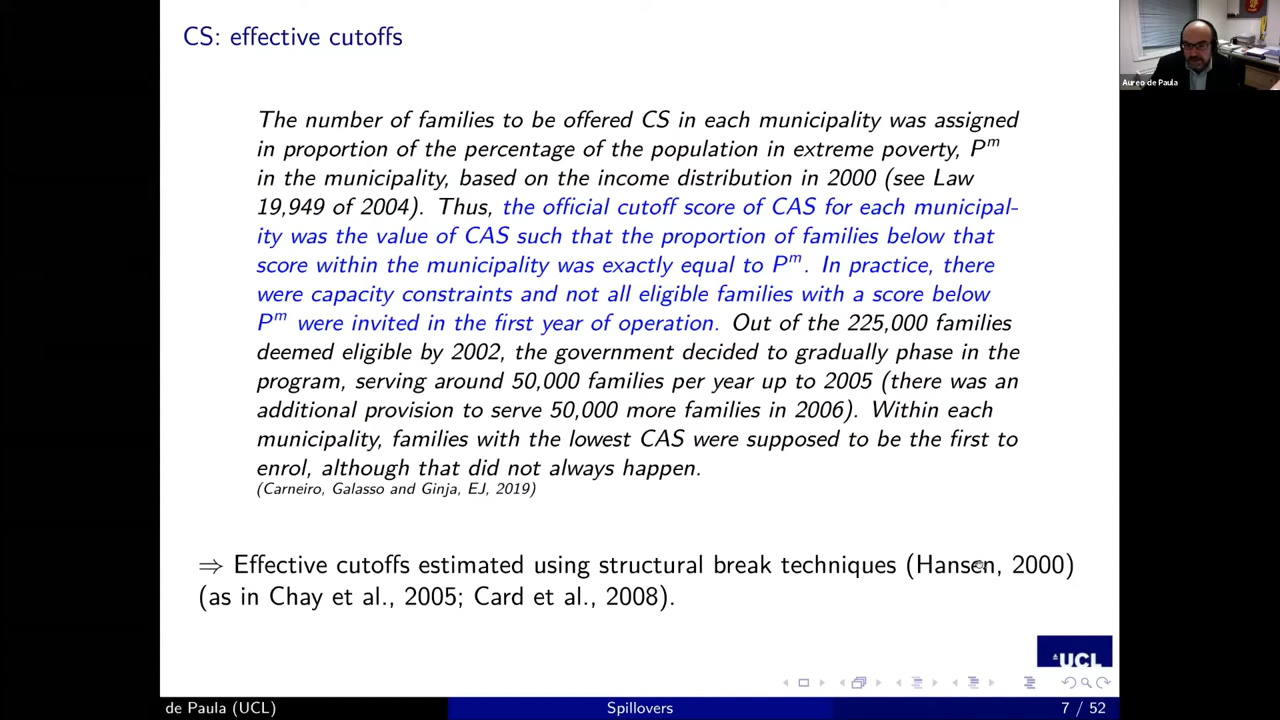 CS: effective cutoffs
Aureo de Paula
The number of families to be offered CS in each municipality was assigned
in proportion of the percentage of the population in extreme poverty, Pᵐ
in the municipality, based on the income distribution in 2000 (see Law
19,949 of 2004). Thus, the official cutoff score of CAS for each municipal-
ity was the value of CAS such that the proportion of families below that
score within the municipality was exactly equal to Pᵐ. In practice, there
were capacity constraints and not all eligible families with a score below
Pᵐ were invited in the first year of operation. Out of the 225,000 families
deemed eligible by 2002, the government decided to gradually phase in the
program, serving around 50,000 families per year up to 2005 (there was an
additional provision to serve 50,000 more families in 2006). Within each
municipality, families with the lowest CAS were supposed to be the first to
enrol, although that did not always happen.
(Carneiro, Galasso and Ginja, EJ, 2019)
⇒ Effective cutoffs estimated using structural break techniques (Hansen, 2000)
(as in Chay et al., 2005; Card et al., 2008).
UCL
de Paula (UCL)
Spillovers
7 / 52